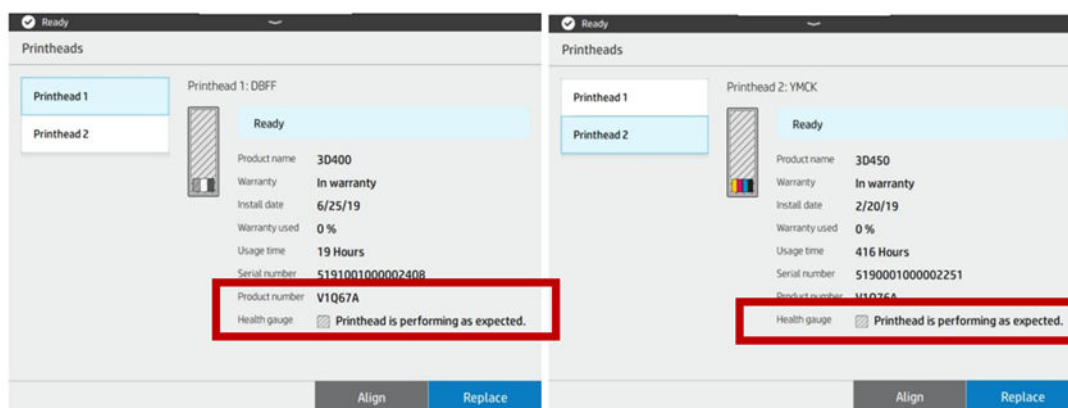 Ready
Printheads
Printhead 1
Printhead 2
Printhead 1: DBFF
Ready
Product name 3D400
Warranty In warranty
Install date 6/25/19
Warranty used 0 %
Usage time 19 Hours
Serial number 5191001000002408
Product number V1Q67A
Health gauge Printhead is performing as expected.
Align Replace
Ready
Printheads
Printhead 1
Printhead 2
Printhead 2: YMCK
Ready
Product name 3D450
Warranty In warranty
Install date 2/20/19
Warranty used 0 %
Usage time 416 Hours
Serial number 5190001000002251
Product number V1Q76A
Health gauge Printhead is performing as expected.
Align Replace